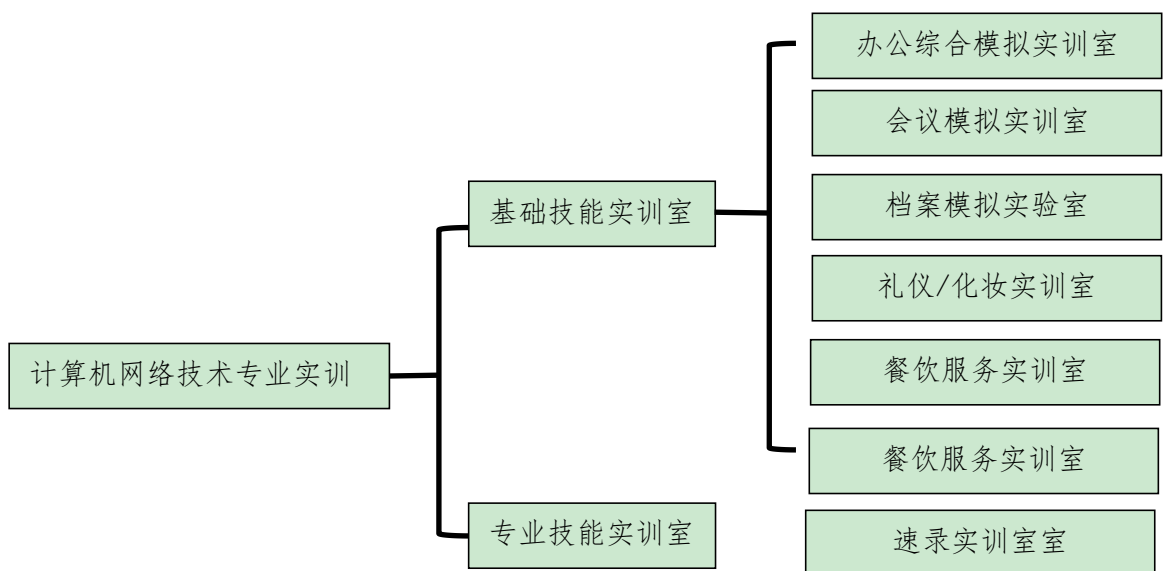 计算机网络技术专业实训
基础技能实训室
专业技能实训室
办公综合模拟实训室
会议模拟实训室
档案模拟实验室
礼仪/化妆实训室
餐饮服务实训室
餐饮服务实训室
速录实训室室